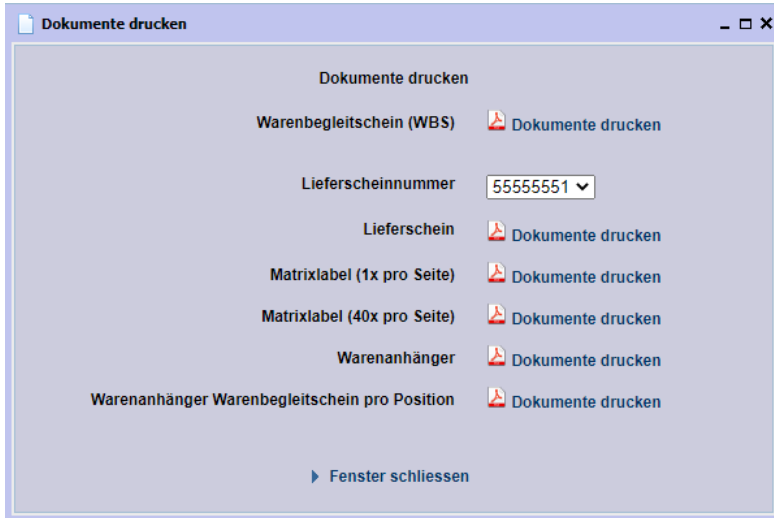 Dokumente drucken
Dokumente drucken
Warenbegleitschein (WBS) Dokumente drucken
Lieferscheinnummer 55555551
Lieferschein Dokumente drucken
Matrixlabel (1x pro Seite) Dokumente drucken
Matrixlabel (40x pro Seite) Dokumente drucken
Warenanhänger Dokumente drucken
Warenanhänger Warenbegleitschein pro Position Dokumente drucken
Fenster schliessen